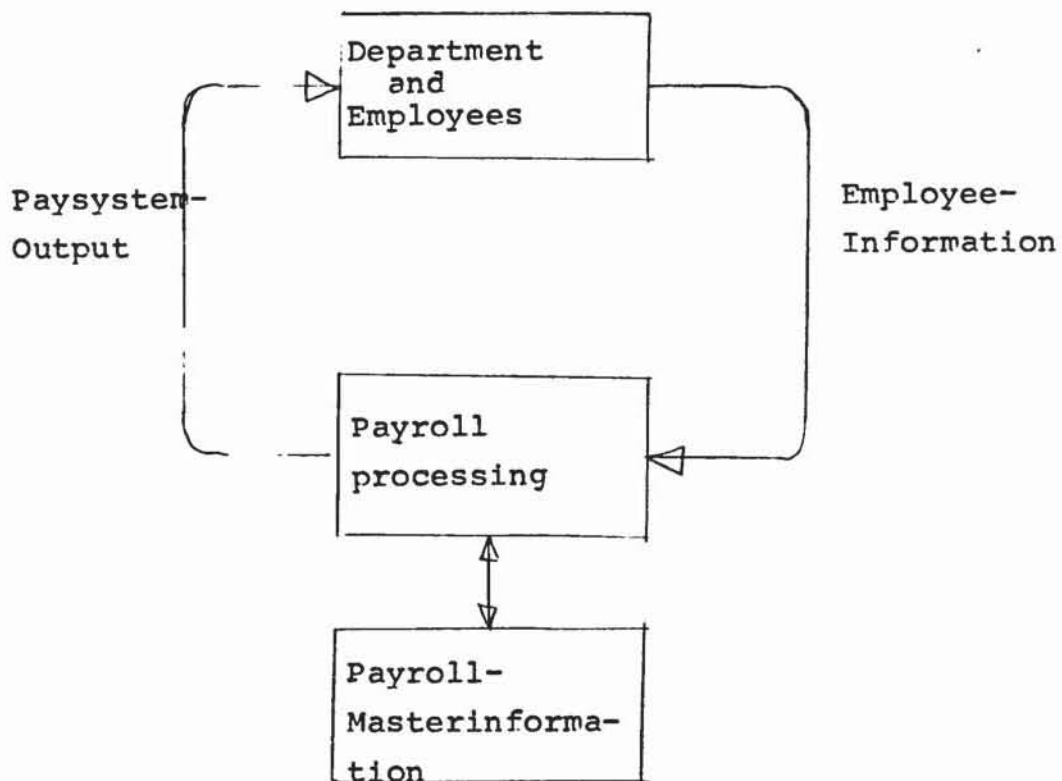 Department
and
Employees
Paysystem-
Output
Employee-
Information
Payroll
processing
Payroll-
Masterinforma-
tion